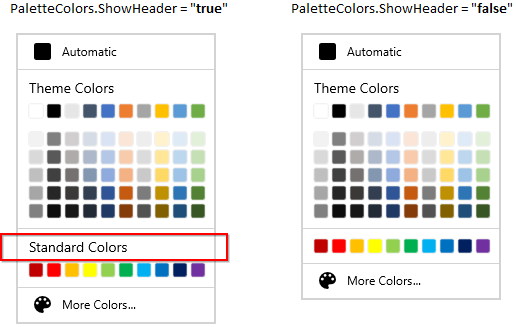 PaletteColors.ShowHeader = "true"
Automatic
Theme Colors
Standard Colors
More Colors...
PaletteColors.ShowHeader = "false"
Automatic
Theme Colors
More Colors...